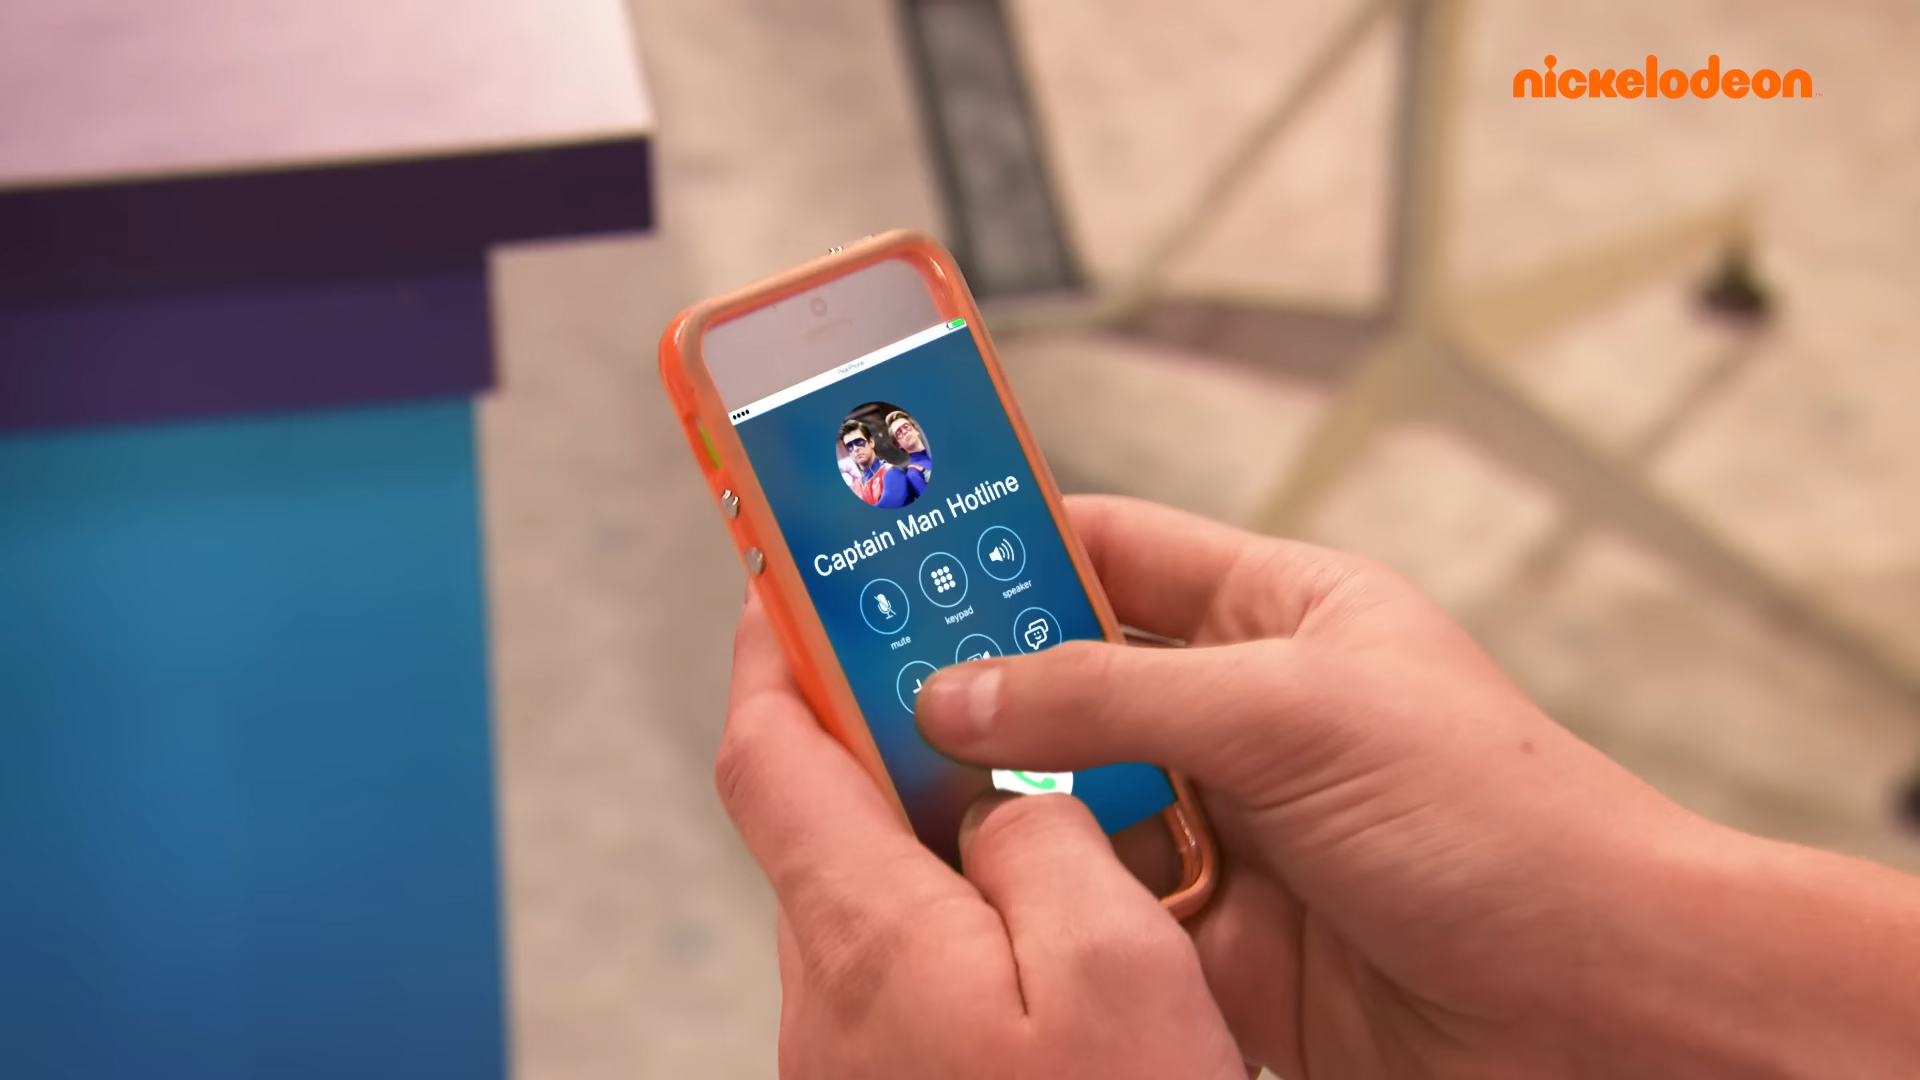 nickelodeon
Captain Man Hotline
mute
keypad
speaker